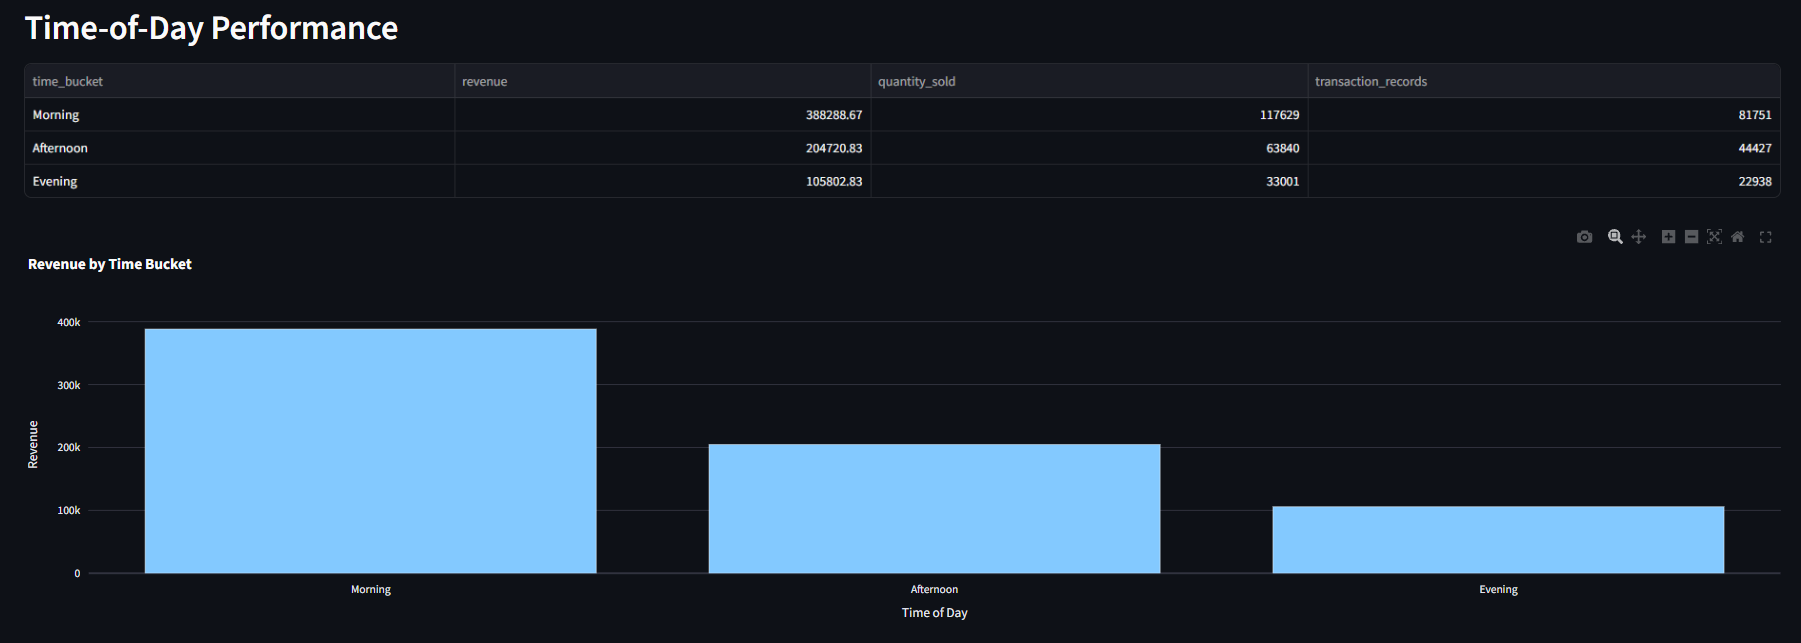 Time-of-Day Performance
time_bucket revenue quantity_sold transaction_records
Morning 388288.67 117629 81751
Afternoon 204720.83 63840 44427
Evening 105802.83 33001 22938
Revenue by Time Bucket
400k
300k
200k
100k
0
Revenue
Morning Afternoon Evening
Time of Day